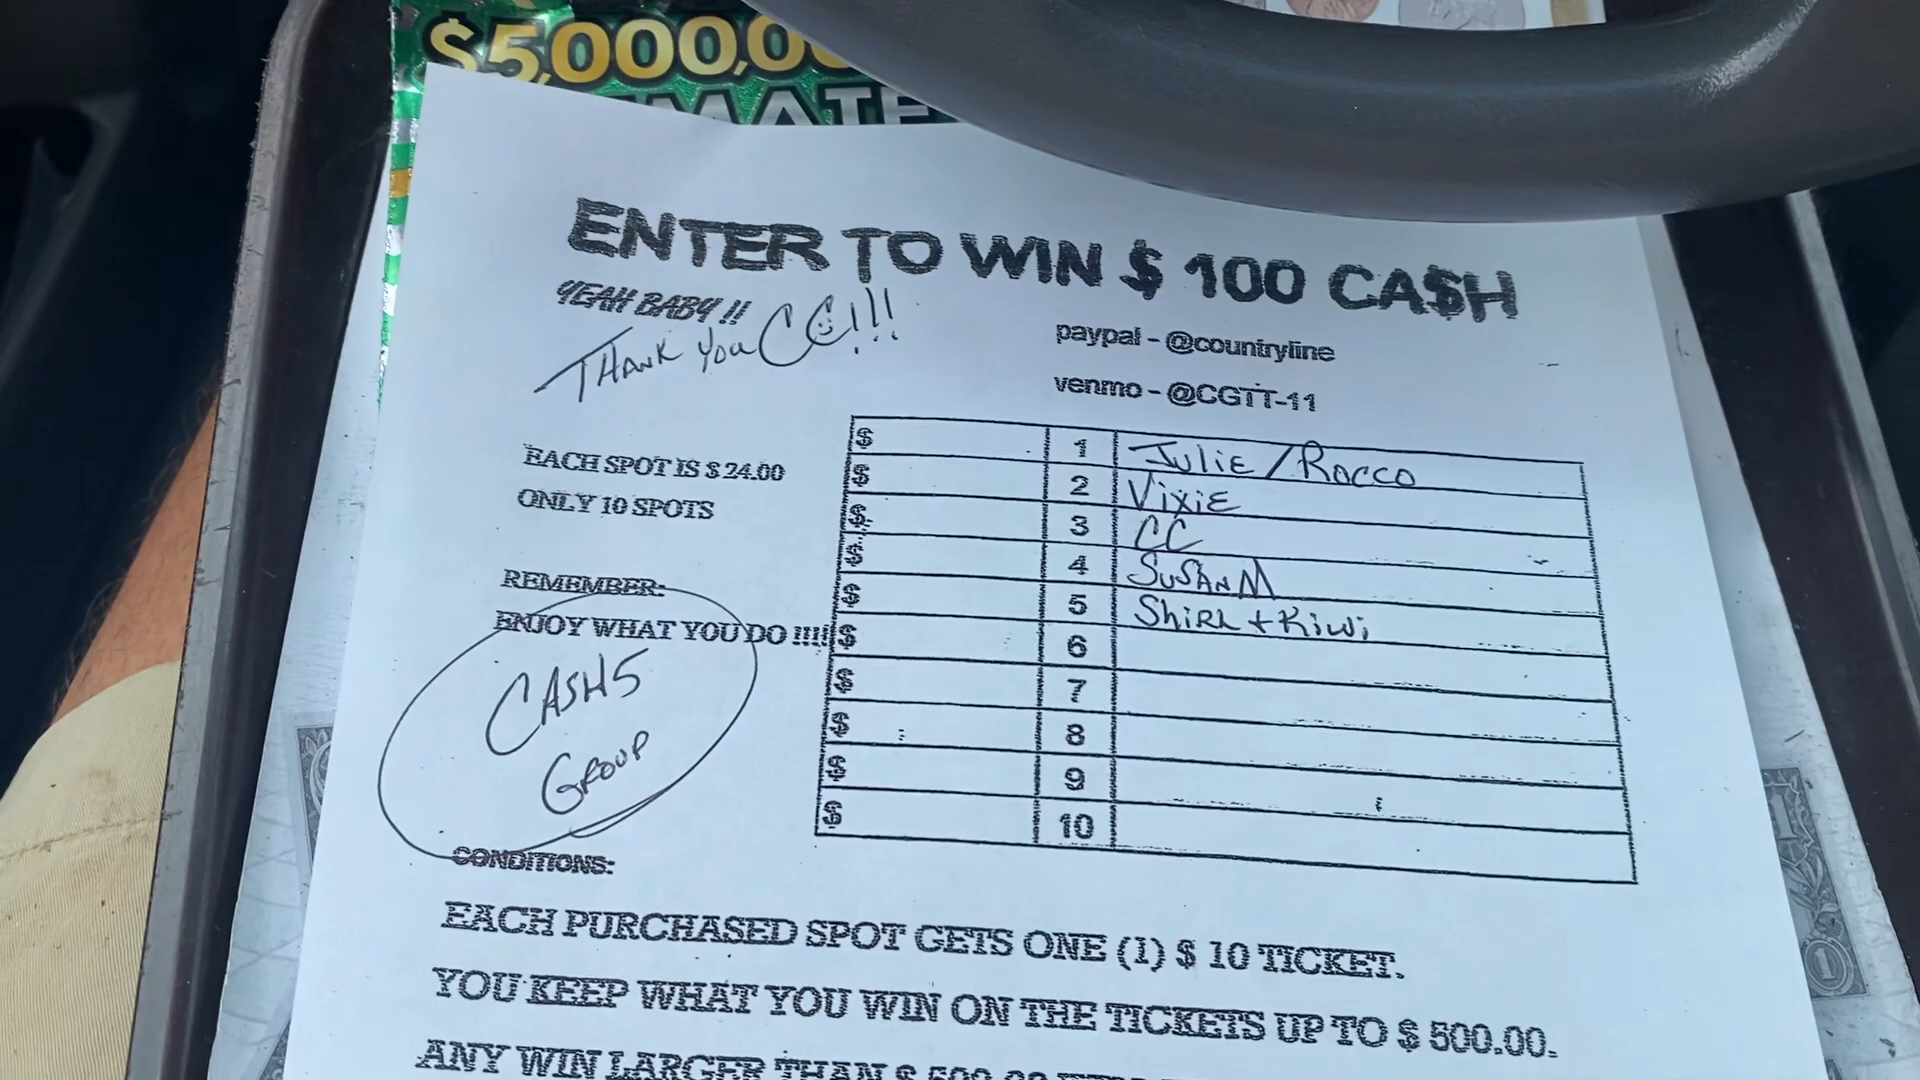 $5,000,0
ENTER TO WIN $ 100 CA$H
YEAH BABY !!
THANK YOU CC!!!
paypal - @countryline
venmo - @CGTT-11
EACH SPOT IS $ 24.00
ONLY 10 SPOTS
REMEMBER:
ENJOY WHAT YOU DO !!!!!
CASH5
GROUP
$ 1 JULIE / ROCCO
$ 2 VIXIE
$ 3 CC
$ 4 SUSAN M
$ 5 SHIRL + KIWI
$ 6
$ 7
$ 8
$ 9
$ 10
CONDITIONS:
EACH PURCHASED SPOT GETS ONE (1) $ 10 TICKET.
YOU KEEP WHAT YOU WIN ON THE TICKETS UP TO $ 500.00.
ANY WIN LARGER THAN $ 500.00